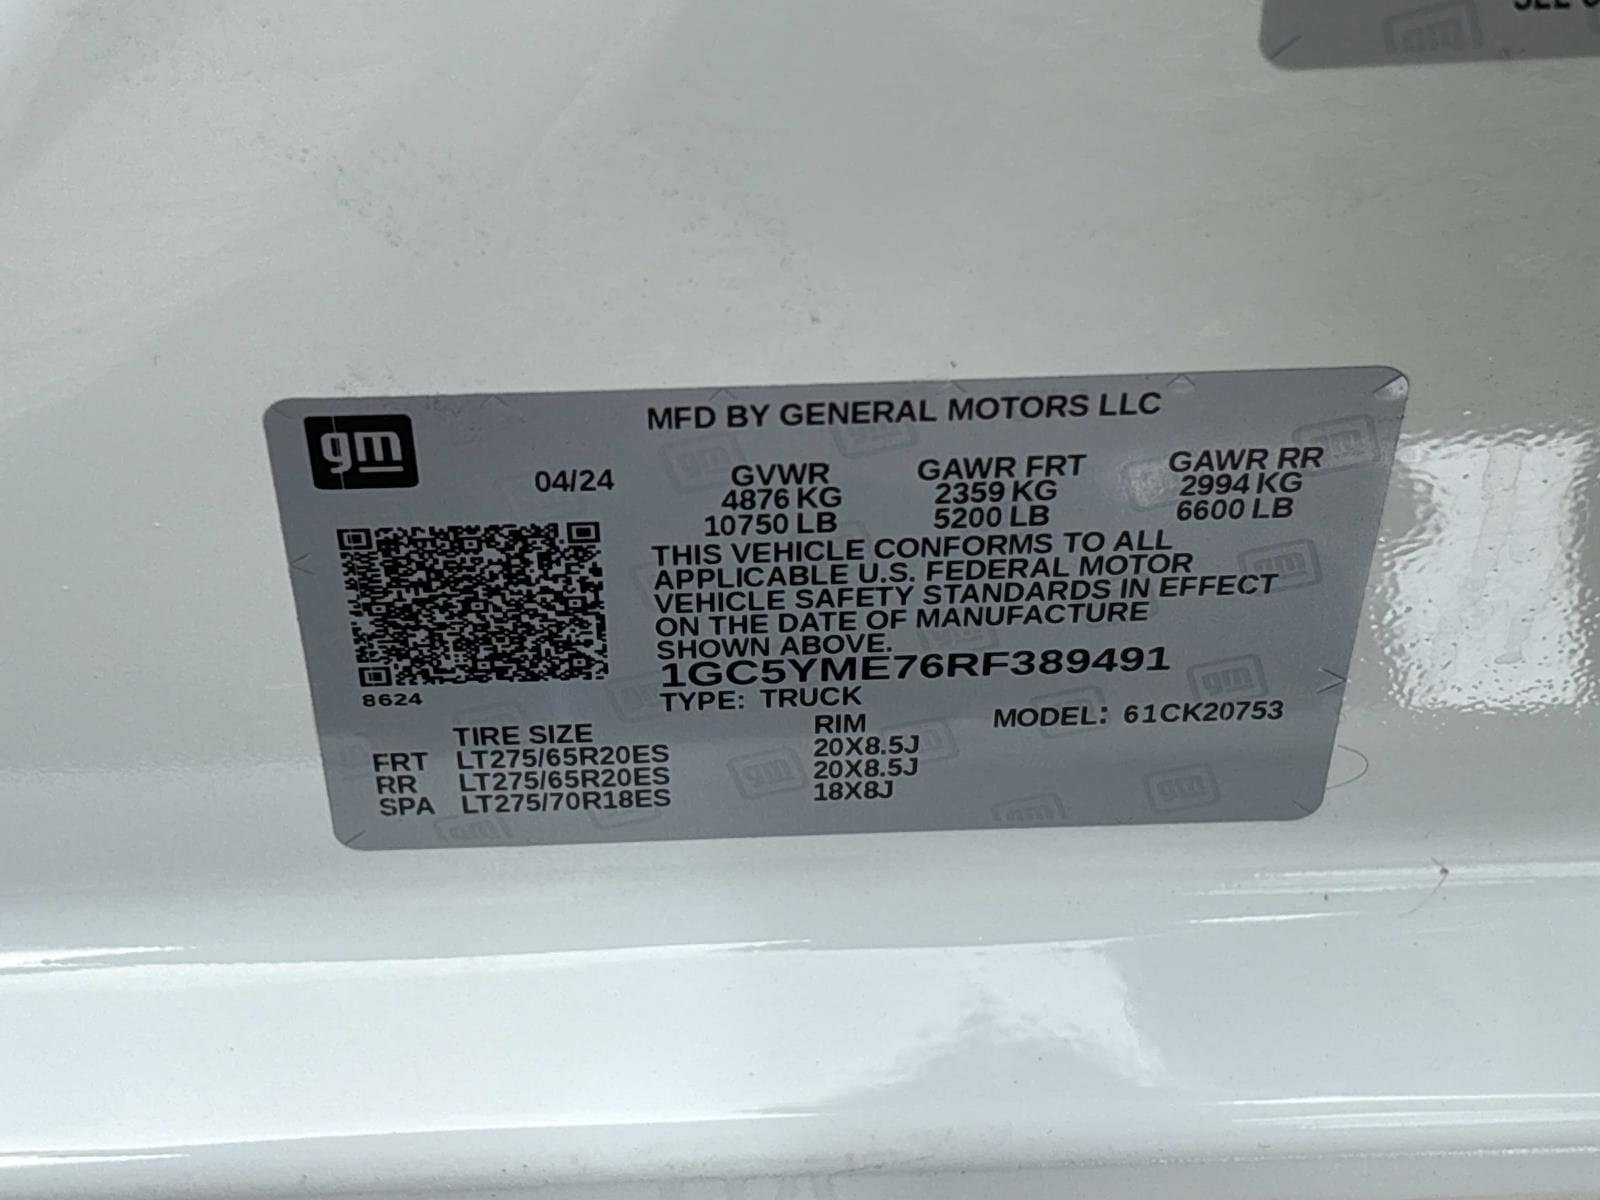 gm
MFD BY GENERAL MOTORS LLC
04/24
GVWR GAWR FRT GAWR RR
4876 KG 2359 KG 2994 KG
10750 LB 5200 LB 6600 LB
THIS VEHICLE CONFORMS TO ALL
APPLICABLE U.S. FEDERAL MOTOR
VEHICLE SAFETY STANDARDS IN EFFECT
ON THE DATE OF MANUFACTURE
SHOWN ABOVE.
1GC5YME76RF389491
8624
TYPE: TRUCK
MODEL: 61CK20753
TIRE SIZE RIM
FRT LT275/65R20ES 20X8.5J
RR LT275/65R20ES 20X8.5J
SPA LT275/70R18ES 18X8J